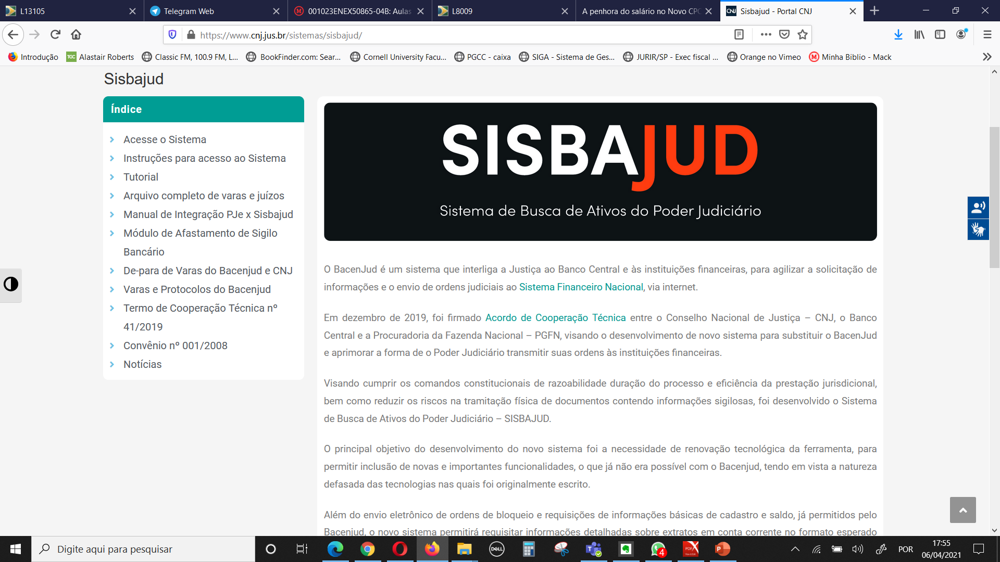 L13105
Telegram Web
001023ENEX50865-04B: Aulas
L8009
A penhora do salário no Novo CPC
CNJ
Sisbajud - Portal CNJ
https://www.cnj.jus.br/sistemas/sisbajud/
Introdução
TGC
Alastair Roberts
Classic FM, 100.9 FM, L...
BookFinder.com: Sear...
Cornell University Facu...
PGCC - caixa
SIGA - Sistema de Ges...
JURIR/SP - Exec fiscal ...
Orange no Vimeo
Minha Biblio - Mack
Sisbajud
Índice
Acesse o Sistema
Instruções para acesso ao Sistema
Tutorial
Arquivo completo de varas e juízos
Manual de Integração PJe x Sisbajud
Módulo de Afastamento de Sigilo
Bancário
De-para de Varas do Bacenjud e CNJ
Varas e Protocolos do Bacenjud
Termo de Cooperação Técnica nº
41/2019
Convênio nº 001/2008
Notícias
SISBAJUD
Sistema de Busca de Ativos do Poder Judiciário
O BacenJud é um sistema que interliga a Justiça ao Banco Central e às instituições financeiras, para agilizar a solicitação de
informações e o envio de ordens judiciais ao Sistema Financeiro Nacional, via internet.
Em dezembro de 2019, foi firmado Acordo de Cooperação Técnica entre o Conselho Nacional de Justiça – CNJ, o Banco
Central e a Procuradoria da Fazenda Nacional – PGFN, visando o desenvolvimento de novo sistema para substituir o BacenJud
e aprimorar a forma de o Poder Judiciário transmitir suas ordens às instituições financeiras.
Visando cumprir os comandos constitucionais de razoabilidade duração do processo e eficiência da prestação jurisdicional,
bem como reduzir os riscos na tramitação física de documentos contendo informações sigilosas, foi desenvolvido o Sistema
de Busca de Ativos do Poder Judiciário – SISBAJUD.
O principal objetivo do desenvolvimento do novo sistema foi a necessidade de renovação tecnológica da ferramenta, para
permitir inclusão de novas e importantes funcionalidades, o que já não era possível com o Bacenjud, tendo em vista a natureza
defasada das tecnologias nas quais foi originalmente escrito.
Além do envio eletrônico de ordens de bloqueio e requisições de informações básicas de cadastro e saldo, já permitidos pelo
Bacenjud, o novo sistema permitirá requisitar informações detalhadas sobre extratos em conta corrente no formato esperado
Digite aqui para pesquisar
DELL
4
PDF
POR
17:55
06/04/2021